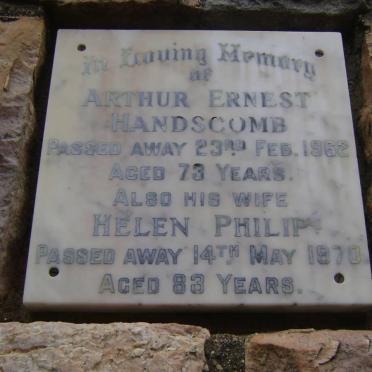 In Loving Memory
of
ARTHUR ERNEST
HANDSCOMB
PASSED AWAY 23RD FEB. 1962
AGED 73 YEARS.
ALSO HIS WIFE
HELEN PHILIP
PASSED AWAY 14TH MAY 1970
AGED 83 YEARS.